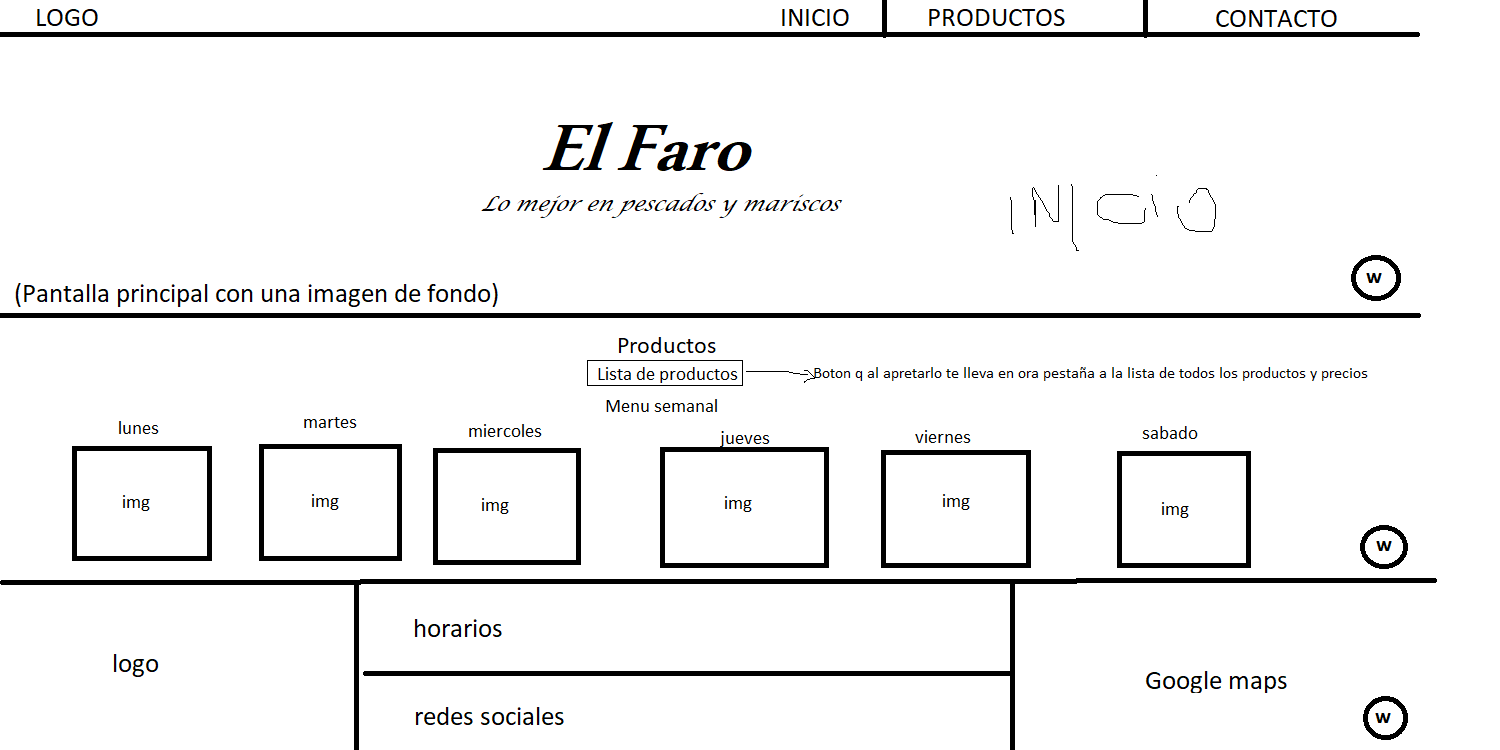 LOGO INICIO PRODUCTOS CONTACTO
El Faro
Lo mejor en pescados y mariscos
INICIO
W
(Pantalla principal con una imagen de fondo)
Productos
Lista de productos Boton q al apretarlo te lleva en ora pestaña a la lista de todos los productos y precios
Menu semanal
lunes martes miercoles jueves viernes sabado
img img img img img img
W
logo
horarios
redes sociales
Google maps
W